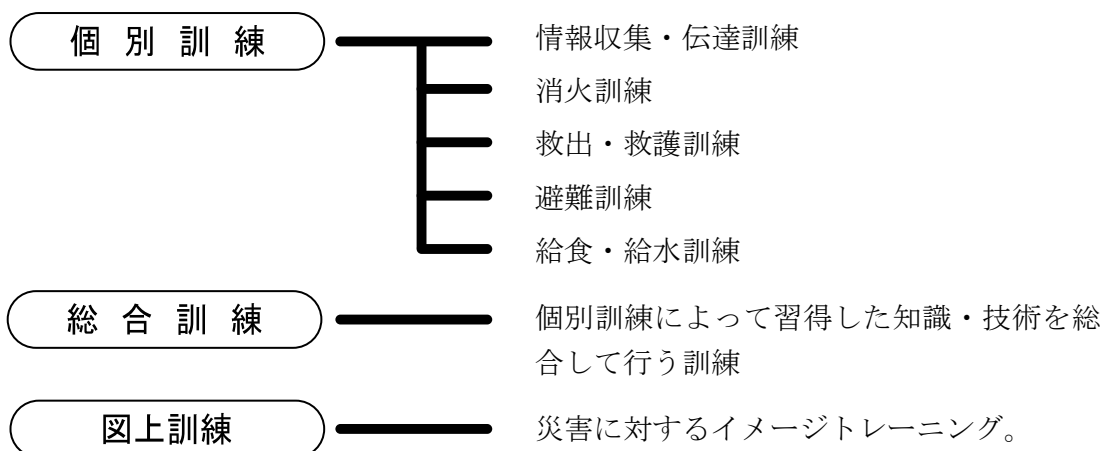 個別訓練
情報収集・伝達訓練
消火訓練
救出・救護訓練
避難訓練
給食・給水訓練
総合訓練
個別訓練によって習得した知識・技術を総
合して行う訓練
図上訓練
災害に対するイメージトレーニング。